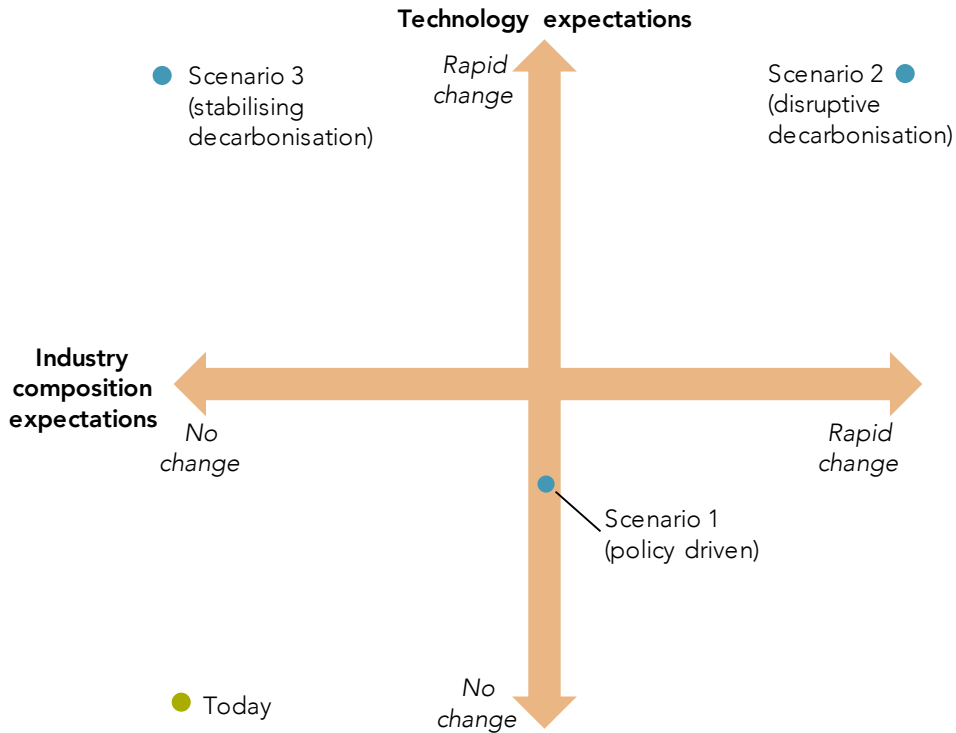 Technology expectations
Rapid
change
Scenario 3
(stabilising
decarbonisation)
Scenario 2
(disruptive
decarbonisation)
Industry
composition
expectations
No
change
Rapid
change
Scenario 1
(policy driven)
No
change
Today